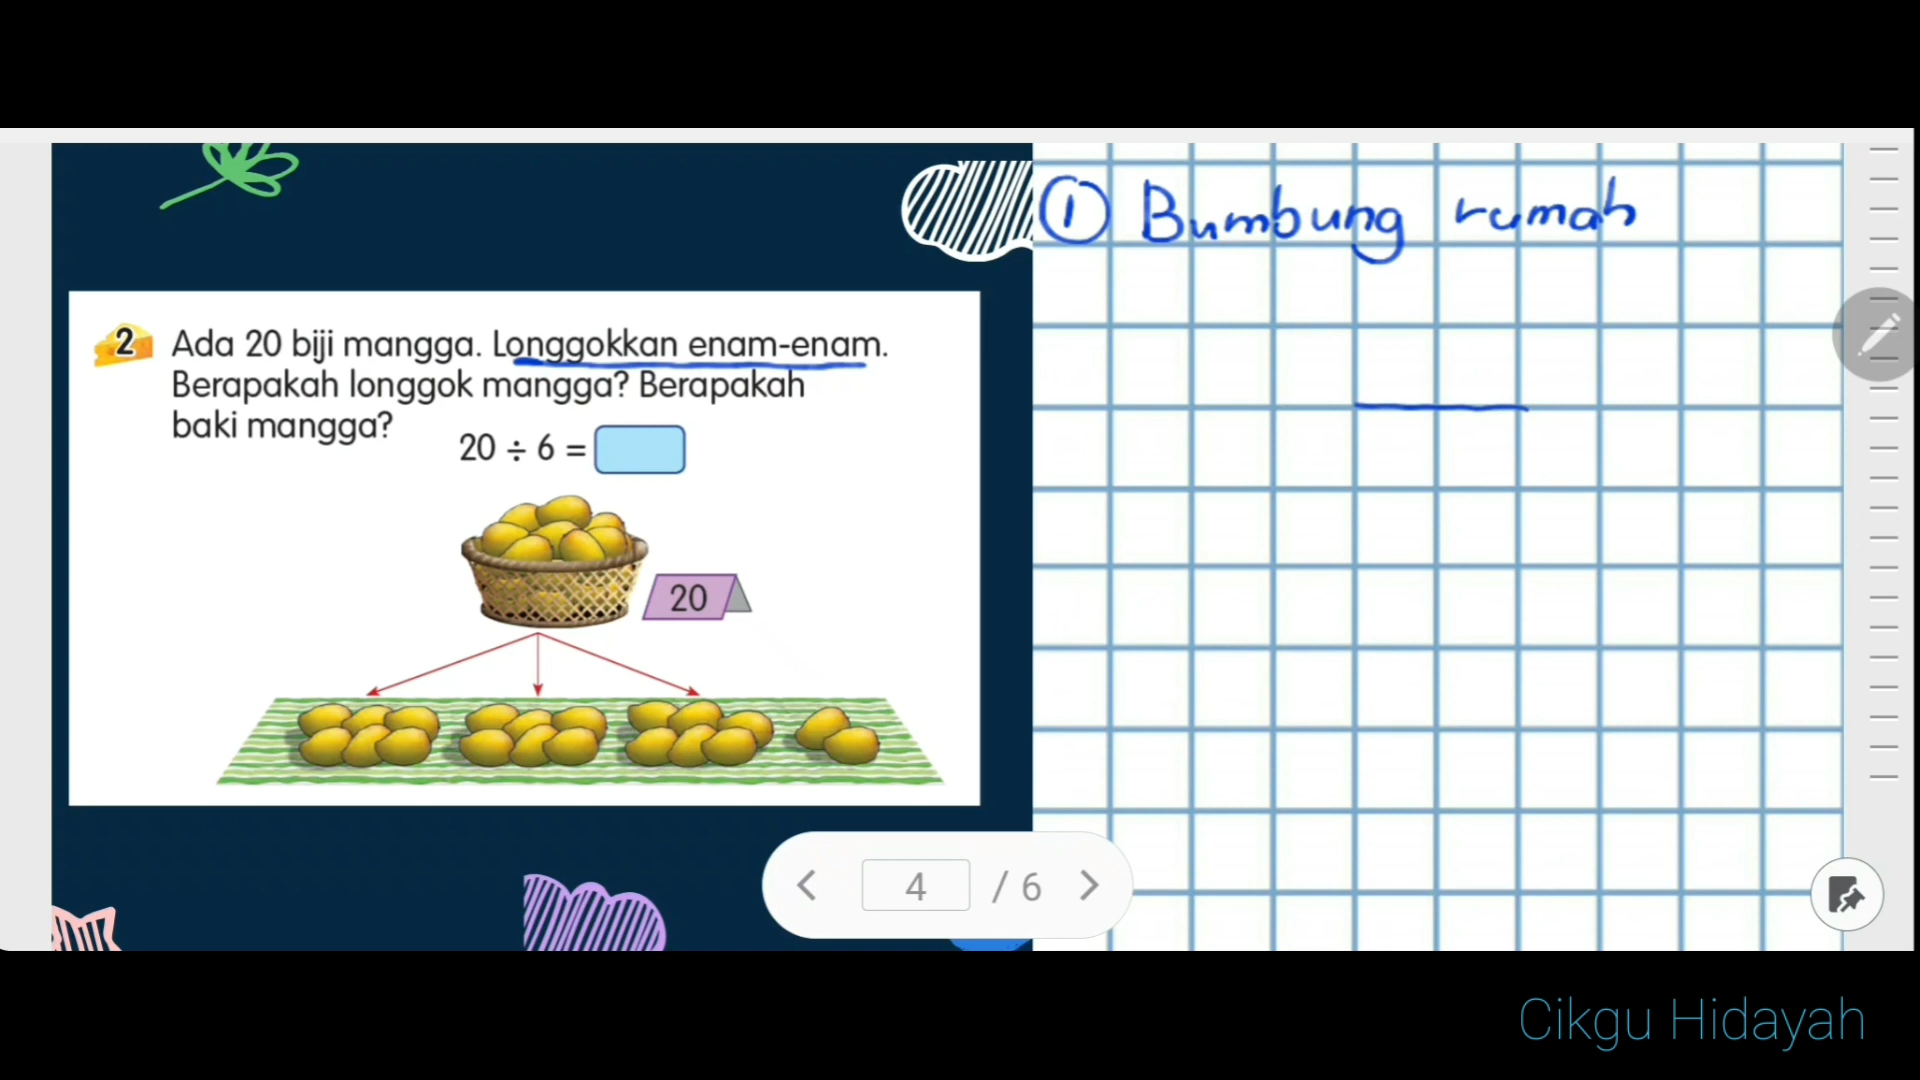 ① Bumbung rumah
2 Ada 20 biji mangga. Longgokkan enam-enam.
Berapakah longgok mangga? Berapakah
baki mangga?
20 ÷ 6 =
20
4 / 6
Cikgu Hidayah